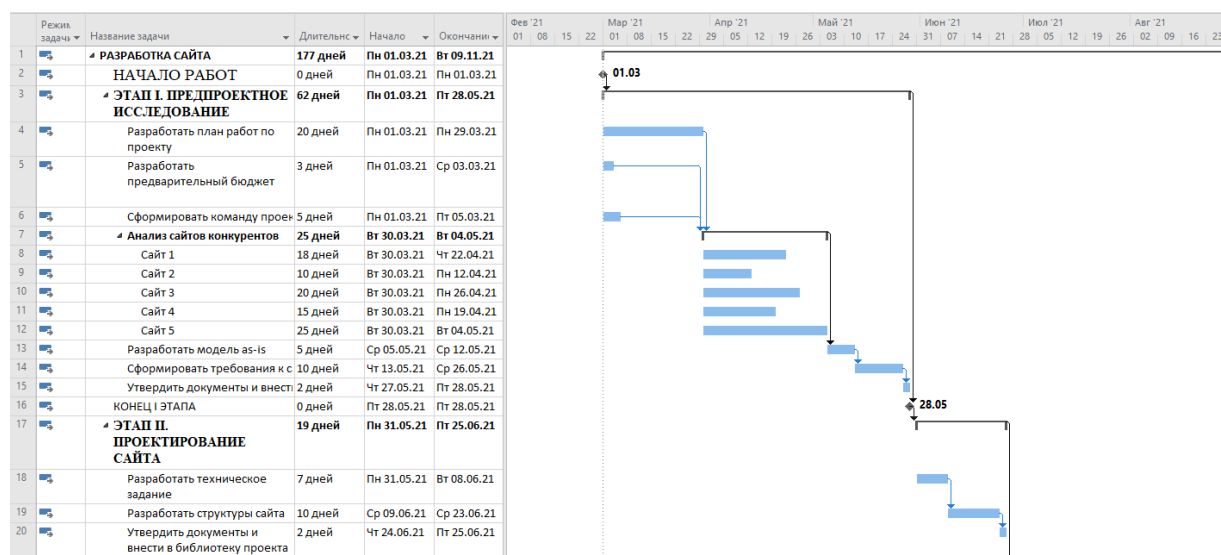 Фев '21 Мар '21 Апр '21 Май '21 Июн '21 Июл '21 Авг '21
Режим задачи Название задачи Длительнс Начало Окончание 01 08 15 22 01 08 15 22 29 05 12 19 26 03 10 17 24 31 07 14 21 28 05 12 19 26 02 09 16 23
1 РАЗРАБОТКА САЙТА 177 дней Пн 01.03.21 Вт 09.11.21
2 НАЧАЛО РАБОТ 0 дней Пн 01.03.21 Пн 01.03.21 01.03
3 ЭТАП I. ПРЕДПРОЕКТНОЕ 62 дней Пн 01.03.21 Пт 28.05.21
ИССЛЕДОВАНИЕ
4 Разработать план работ по 20 дней Пн 01.03.21 Пн 29.03.21
проекту
5 Разработать 3 дней Пн 01.03.21 Ср 03.03.21
предварительный бюджет
6 Сформировать команду проек 5 дней Пн 01.03.21 Пт 05.03.21
7 Анализ сайтов конкурентов 25 дней Вт 30.03.21 Вт 04.05.21
8 Сайт 1 18 дней Вт 30.03.21 Чт 22.04.21
9 Сайт 2 10 дней Вт 30.03.21 Пн 12.04.21
10 Сайт 3 20 дней Вт 30.03.21 Пн 26.04.21
11 Сайт 4 15 дней Вт 30.03.21 Пн 19.04.21
12 Сайт 5 25 дней Вт 30.03.21 Вт 04.05.21
13 Разработать модель as-is 5 дней Ср 05.05.21 Ср 12.05.21
14 Сформировать требования к с 10 дней Чт 13.05.21 Ср 26.05.21
15 Утвердить документы и внести 2 дней Чт 27.05.21 Пт 28.05.21
16 КОНЕЦ I ЭТАПА 0 дней Пт 28.05.21 Пт 28.05.21 28.05
17 ЭТАП II. 19 дней Пн 31.05.21 Пт 25.06.21
ПРОЕКТИРОВАНИЕ
САЙТА
18 Разработать техническое 7 дней Пн 31.05.21 Вт 08.06.21
задание
19 Разработать структуры сайта 10 дней Ср 09.06.21 Ср 23.06.21
20 Утвердить документы и 2 дней Чт 24.06.21 Пт 25.06.21
внести в библиотеку проекта